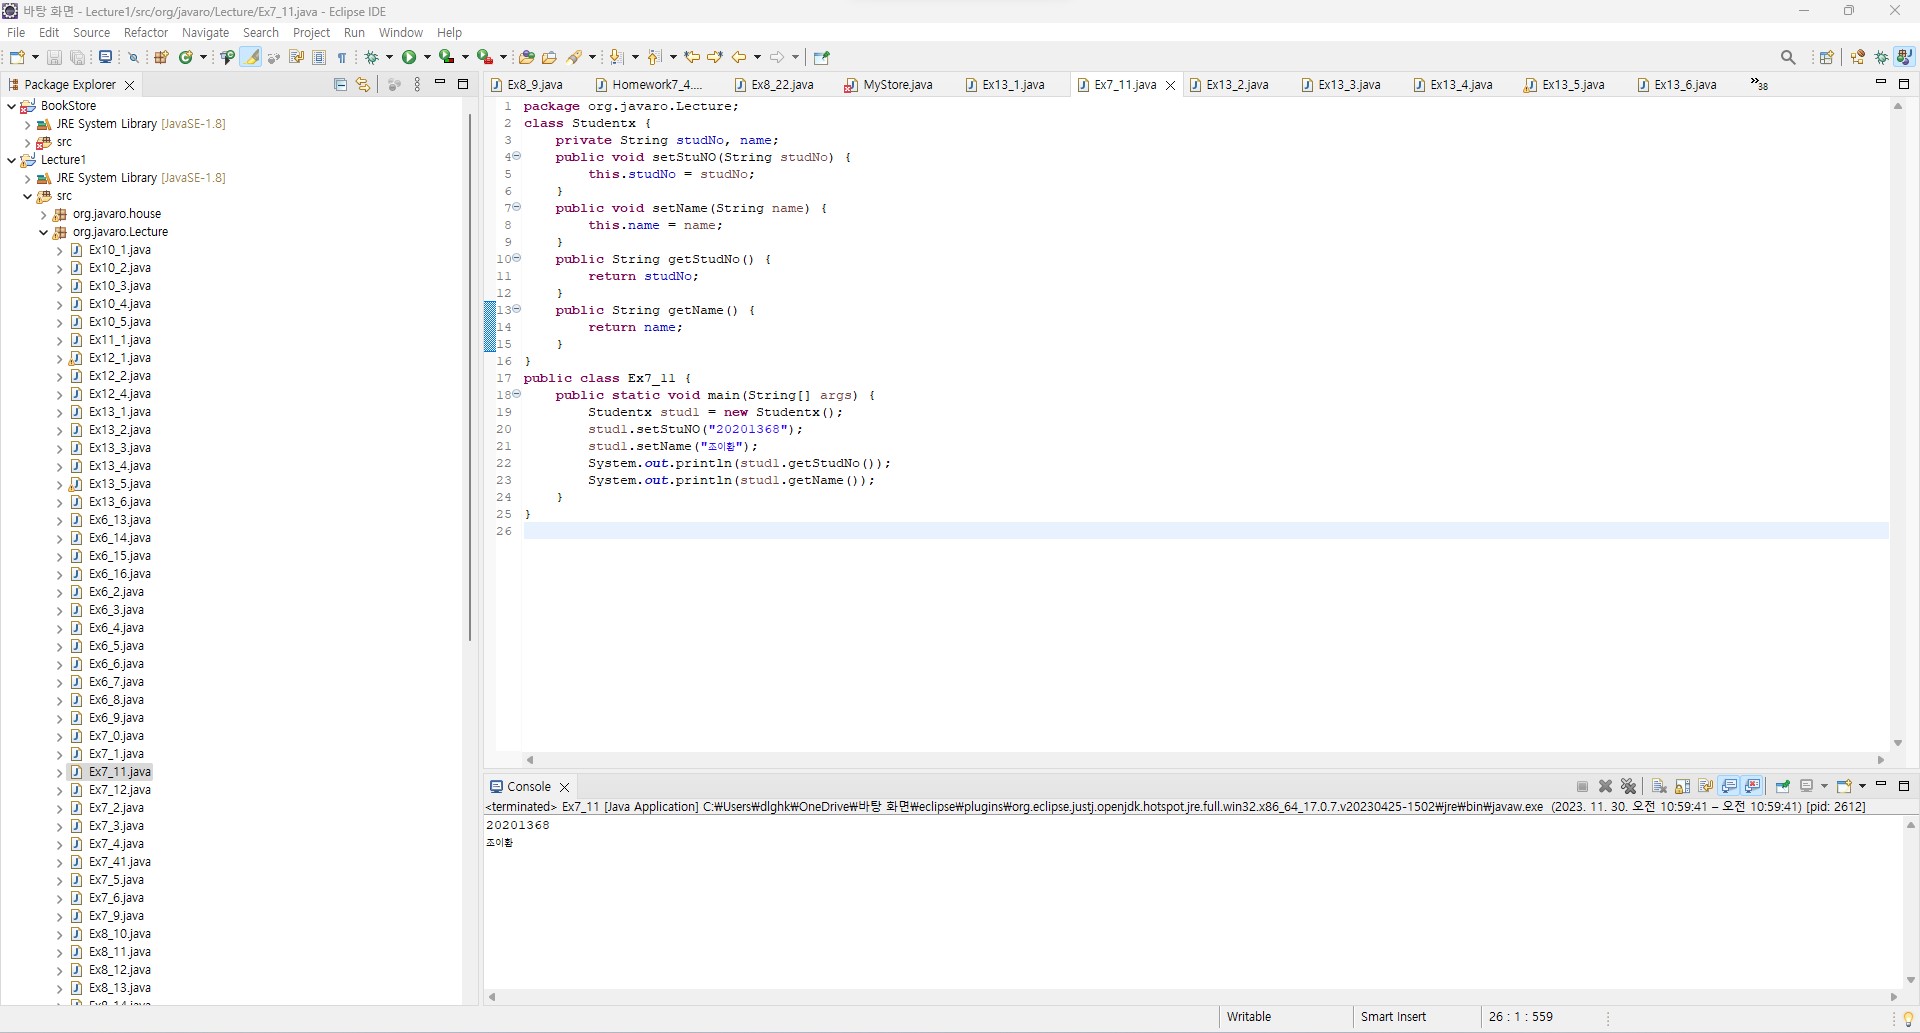 바탕 화면 - Lecture1/src/org/javaro/Lecture/Ex7_11.java - Eclipse IDE
File Edit Source Refactor Navigate Search Project Run Window Help
Package Explorer
BookStore
JRE System Library [JavaSE-1.8]
src
Lecture1
JRE System Library [JavaSE-1.8]
src
org.javaro.house
org.javaro.Lecture
Ex10_1.java
Ex10_2.java
Ex10_3.java
Ex10_4.java
Ex10_5.java
Ex11_1.java
Ex12_1.java
Ex12_2.java
Ex12_4.java
Ex13_1.java
Ex13_2.java
Ex13_3.java
Ex13_4.java
Ex13_5.java
Ex13_6.java
Ex6_13.java
Ex6_14.java
Ex6_15.java
Ex6_16.java
Ex6_2.java
Ex6_3.java
Ex6_4.java
Ex6_5.java
Ex6_6.java
Ex6_7.java
Ex6_8.java
Ex6_9.java
Ex7_0.java
Ex7_1.java
Ex7_11.java
Ex7_12.java
Ex7_2.java
Ex7_3.java
Ex7_4.java
Ex7_41.java
Ex7_5.java
Ex7_6.java
Ex7_9.java
Ex8_10.java
Ex8_11.java
Ex8_12.java
Ex8_13.java
Ex8_9.java Homework7_4.... Ex8_22.java MyStore.java Ex13_1.java Ex7_11.java Ex13_2.java Ex13_3.java Ex13_4.java Ex13_5.java Ex13_6.java »38
1 package org.javaro.Lecture;
2 class Studentx {
3 private String studNo, name;
4 public void setStuNO(String studNo) {
5 this.studNo = studNo;
6 }
7 public void setName(String name) {
8 this.name = name;
9 }
10 public String getStudNo() {
11 return studNo;
12 }
13 public String getName() {
14 return name;
15 }
16 }
17 public class Ex7_11 {
18 public static void main(String[] args) {
19 Studentx stud1 = new Studentx();
20 stud1.setStuNO("20201368");
21 stud1.setName("조이황");
22 System.out.println(stud1.getStudNo());
23 System.out.println(stud1.getName());
24 }
25 }
26
Console
<terminated> Ex7_11 [Java Application] C:₩Users₩dlghk₩OneDrive₩바탕 화면₩eclipse₩plugins₩org.eclipse.justj.openjdk.hotspot.jre.full.win32.x86_64_17.0.7.v20230425-1502₩jre₩bin₩javaw.exe (2023. 11. 30. 오전 10:59:41 – 오전 10:59:41) [pid: 2612]
20201368
조이황
Writable Smart Insert 26 : 1 : 559